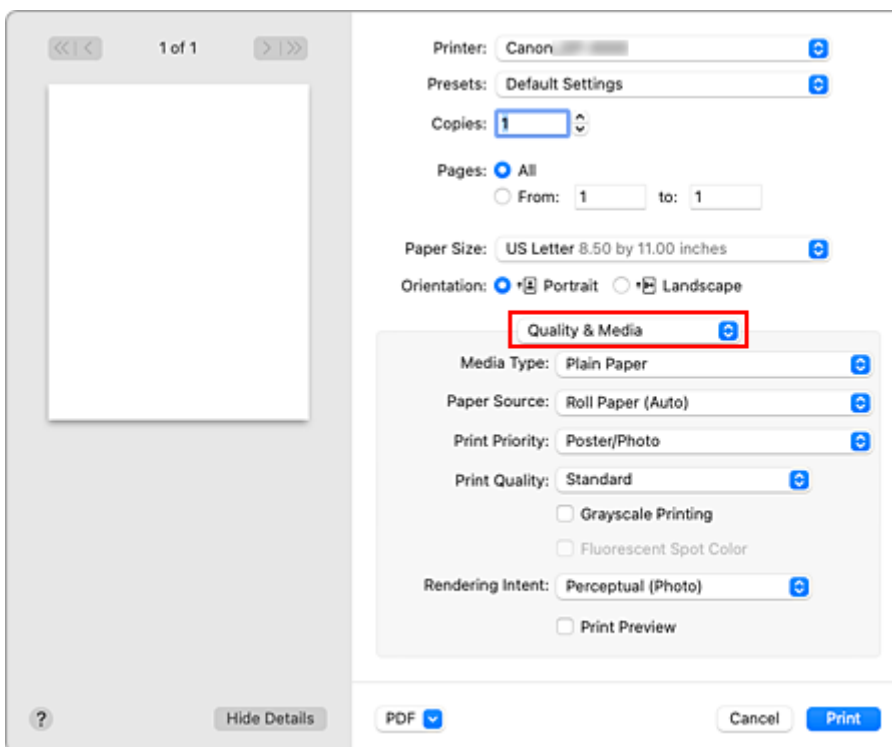 1 of 1
Printer: Canon
Presets: Default Settings
Copies: 1
Pages: All
From: 1 to: 1
Paper Size: US Letter 8.50 by 11.00 inches
Orientation: Portrait Landscape
Quality & Media
Media Type: Plain Paper
Paper Source: Roll Paper (Auto)
Print Priority: Poster/Photo
Print Quality: Standard
Grayscale Printing
Fluorescent Spot Color
Rendering Intent: Perceptual (Photo)
Print Preview
? Hide Details PDF Cancel Print